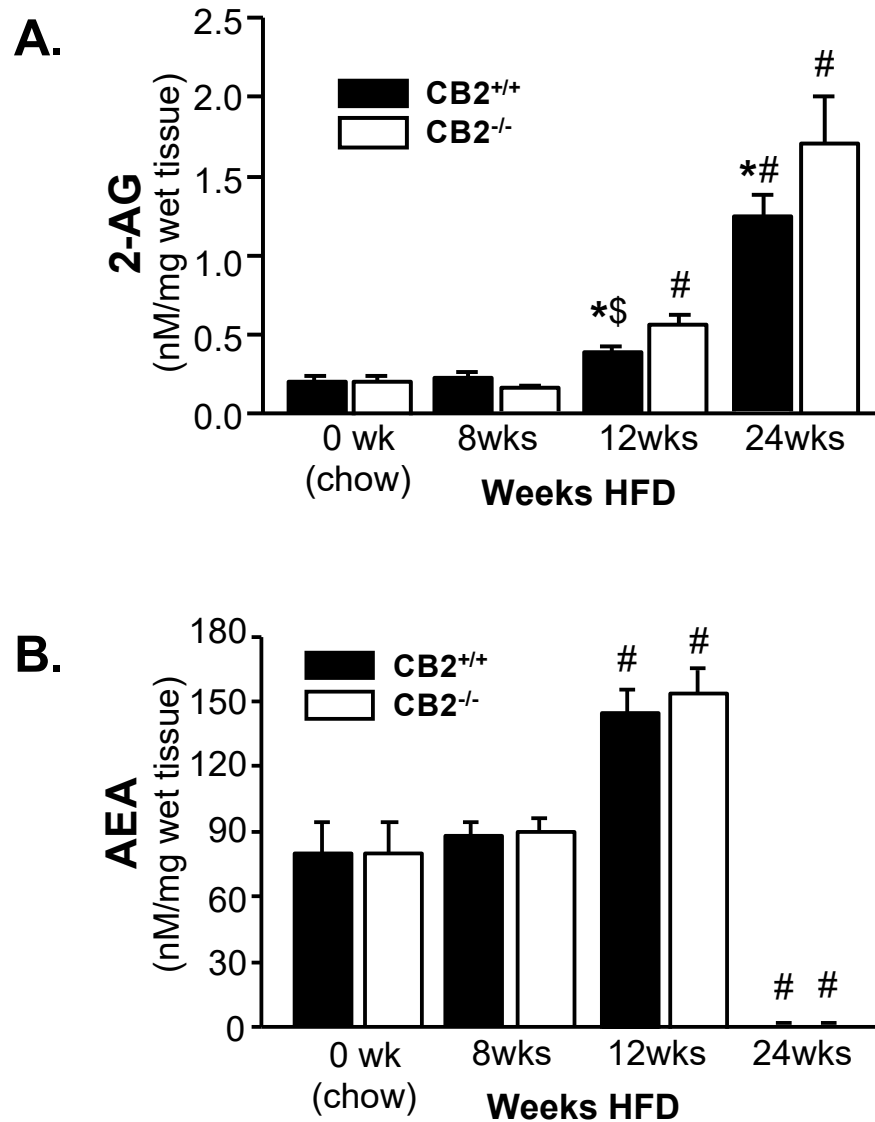 A.
2-AG
(nM/mg wet tissue)
2.5
2.0
1.5
1.0
0.5
0.0
CB2+/+
CB2-/-
*$
#
*#
#
0 wk
(chow)
8wks
12wks
24wks
Weeks HFD
B.
AEA
(nM/mg wet tissue)
180
150
120
90
60
30
0
CB2+/+
CB2-/-
#
#
#
#
0 wk
(chow)
8wks
12wks
24wks
Weeks HFD